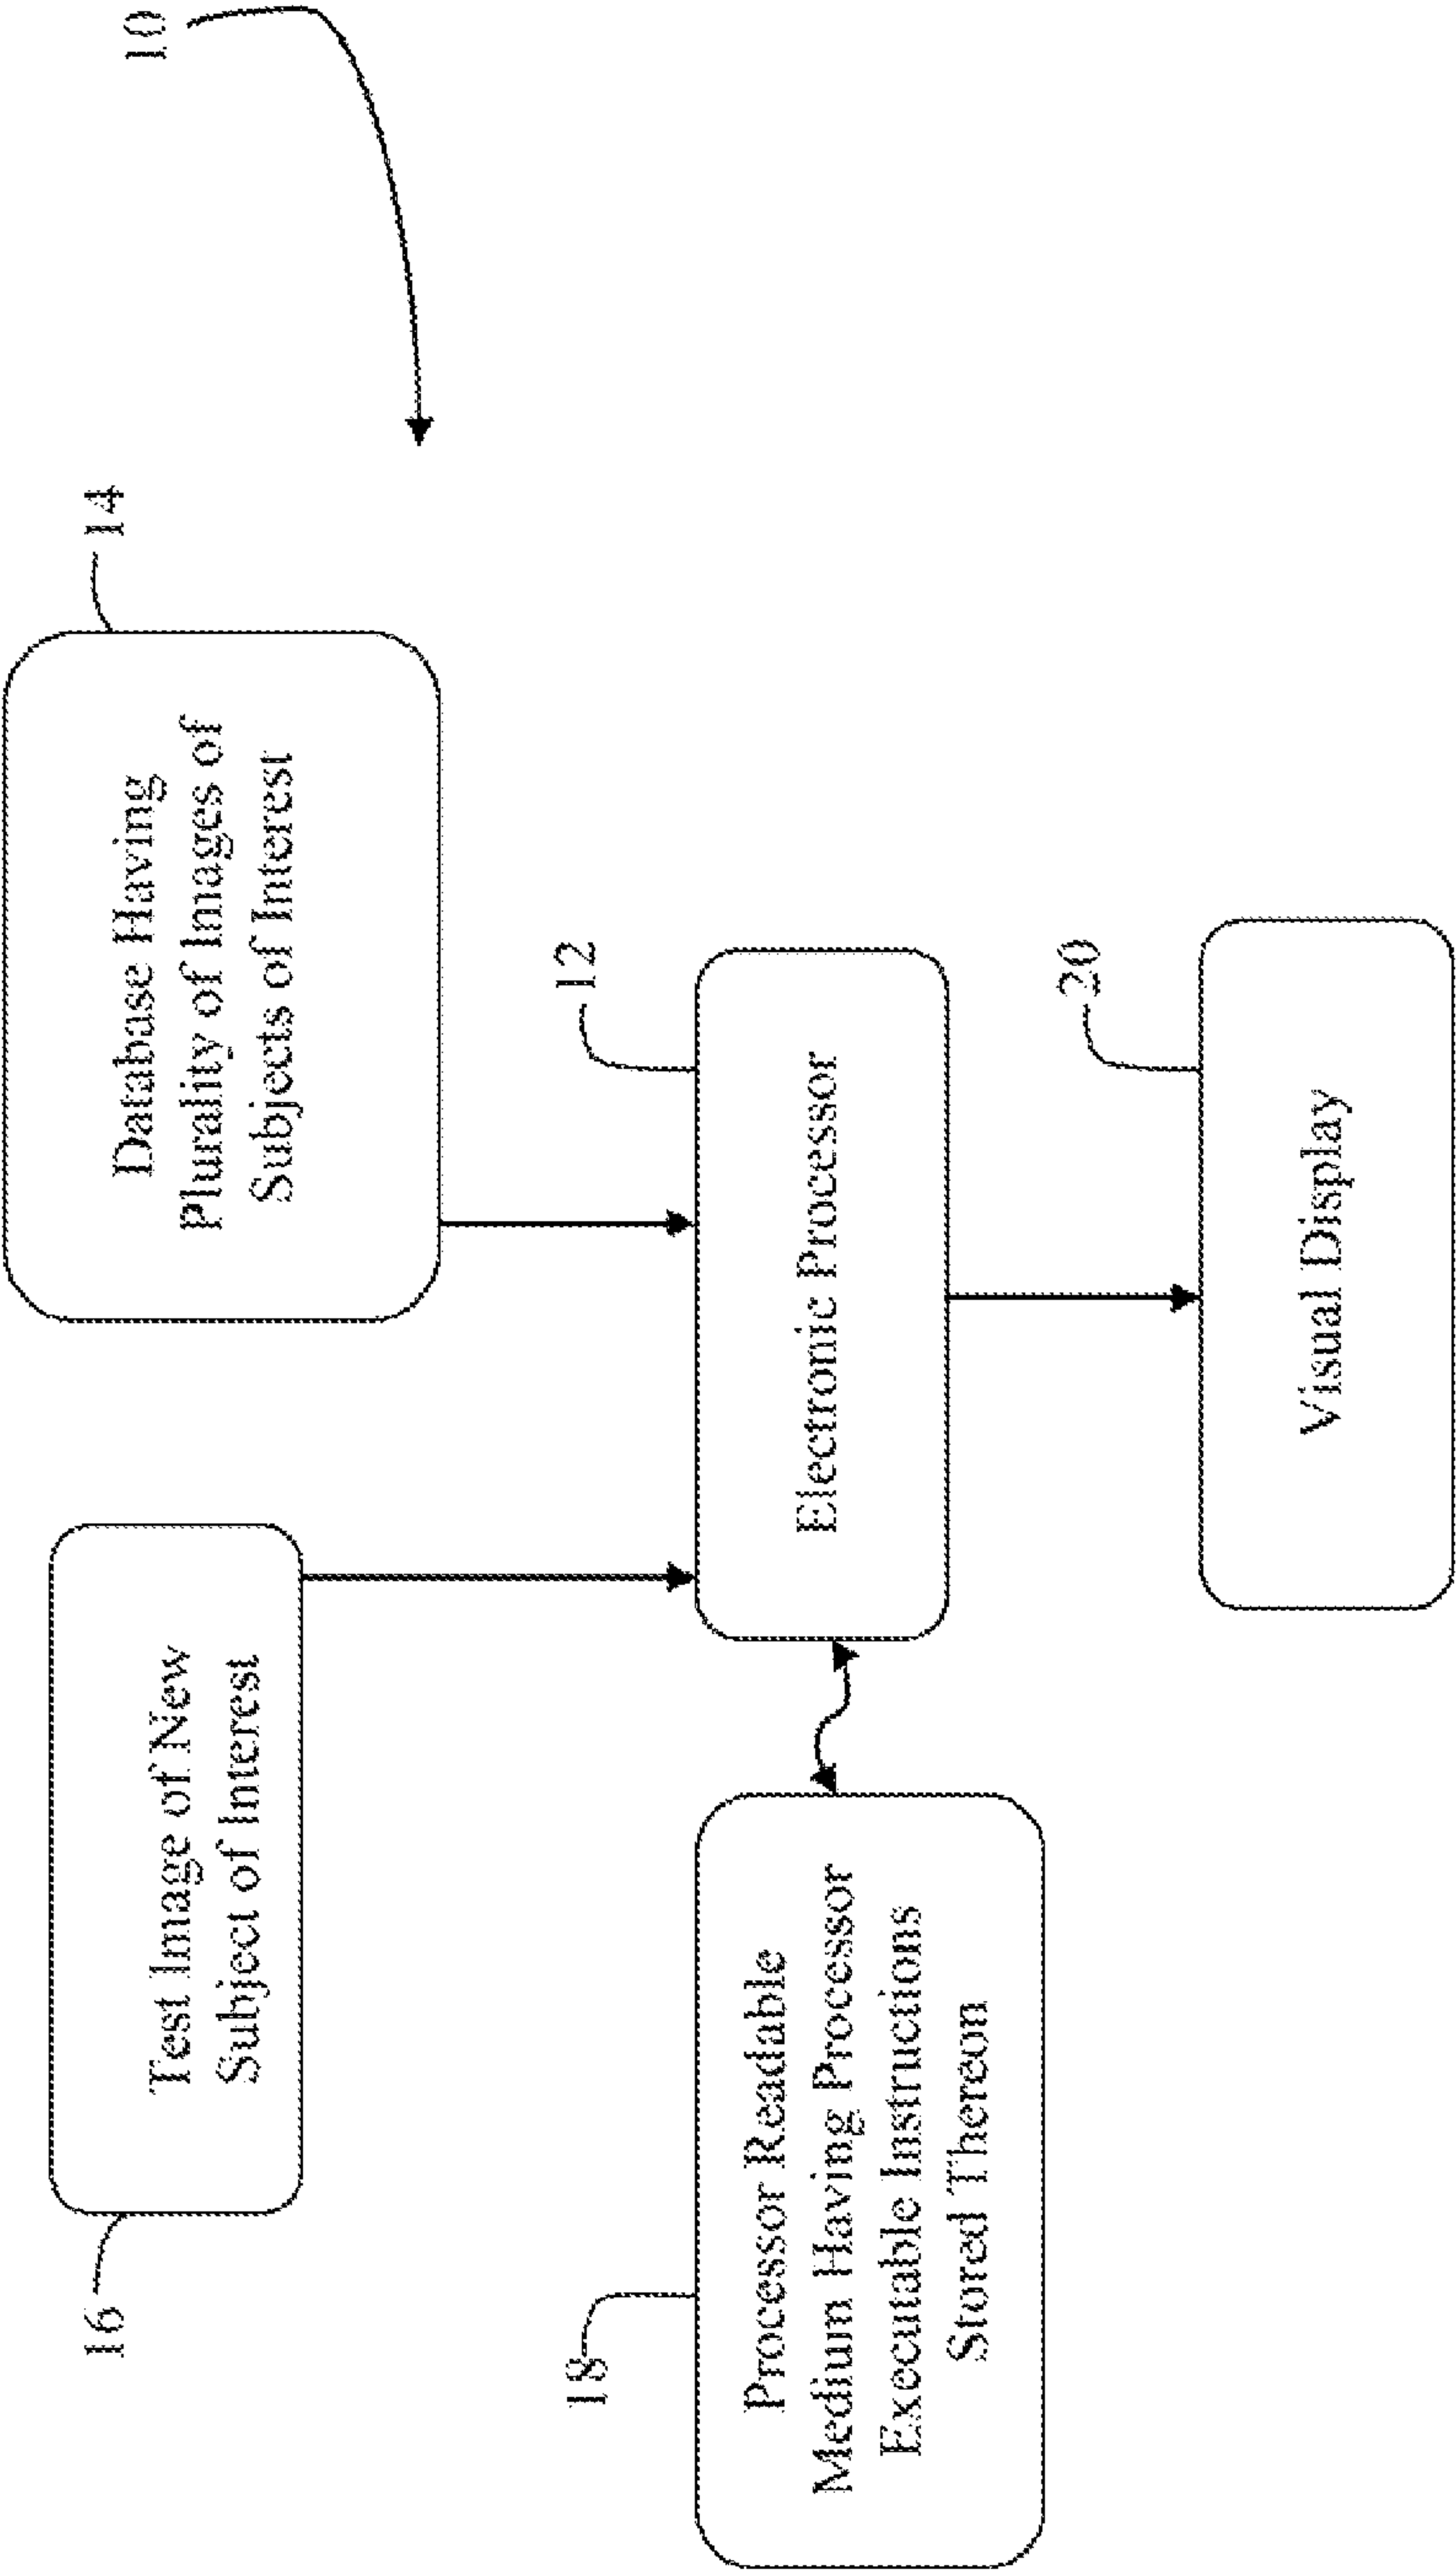 10
16
Test Image of New
Subject of Interest
14
Database Having
Plurality of Images of
Subjects of Interest
18
Processor Readable
Medium Having Processor
Executable Instructions
Stored Thereon
12
Electronic Processor
20
Visual Display